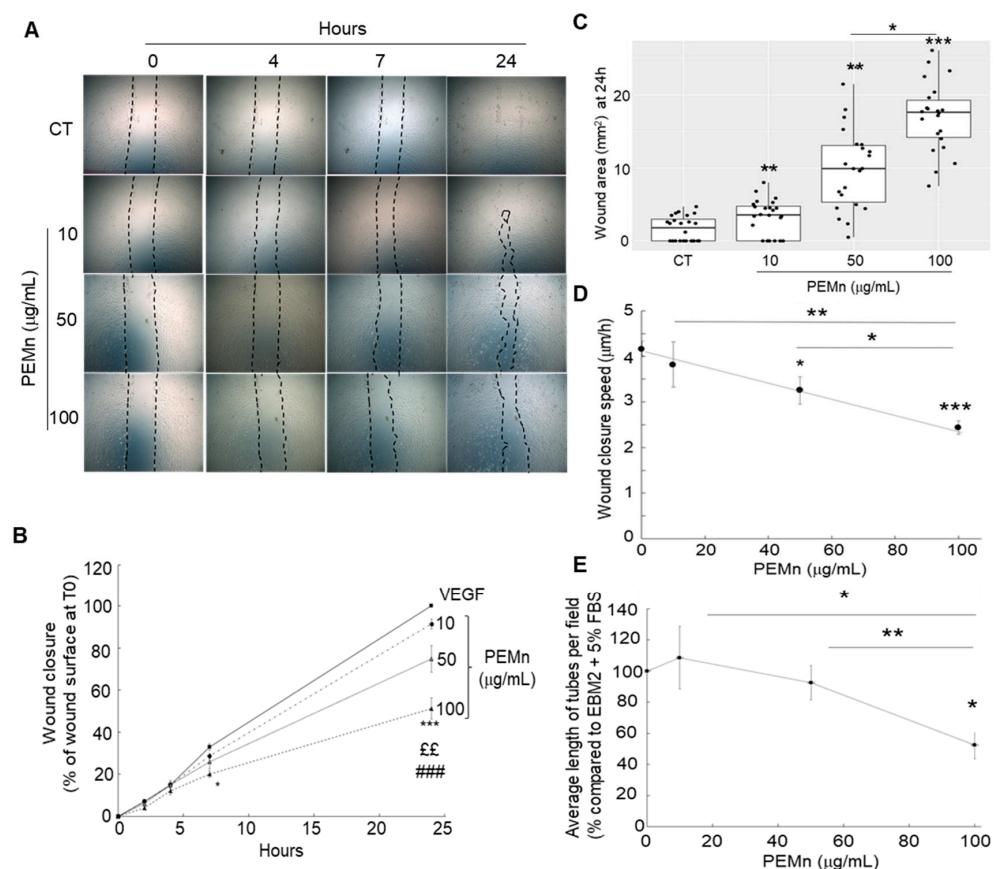 A
Hours
0 4 7 24
CT
10
50
100
PEMn (μg/mL)
B
120
100
80
60
40
20
0
0 5 10 15 20 25
Hours
Wound closure
(% of wound surface at T0)
VEGF
10
50
100
PEMn
(μg/mL)
***
££
###
*
C
*
***
**
**
20
10
0
Wound area (mm²) at 24h
CT 10 50 100
PEMn (μg/mL)
D
5
4
3
2
1
0
**
*
*
***
Wound closure speed (μm/h)
0 20 40 60 80 100
PEMn (μg/mL)
E
140
120
100
80
60
40
20
0
*
**
*
Average length of tubes per field
(% compared to EBM2 + 5% FBS
0 20 40 60 80 100
PEMn (μg/mL)